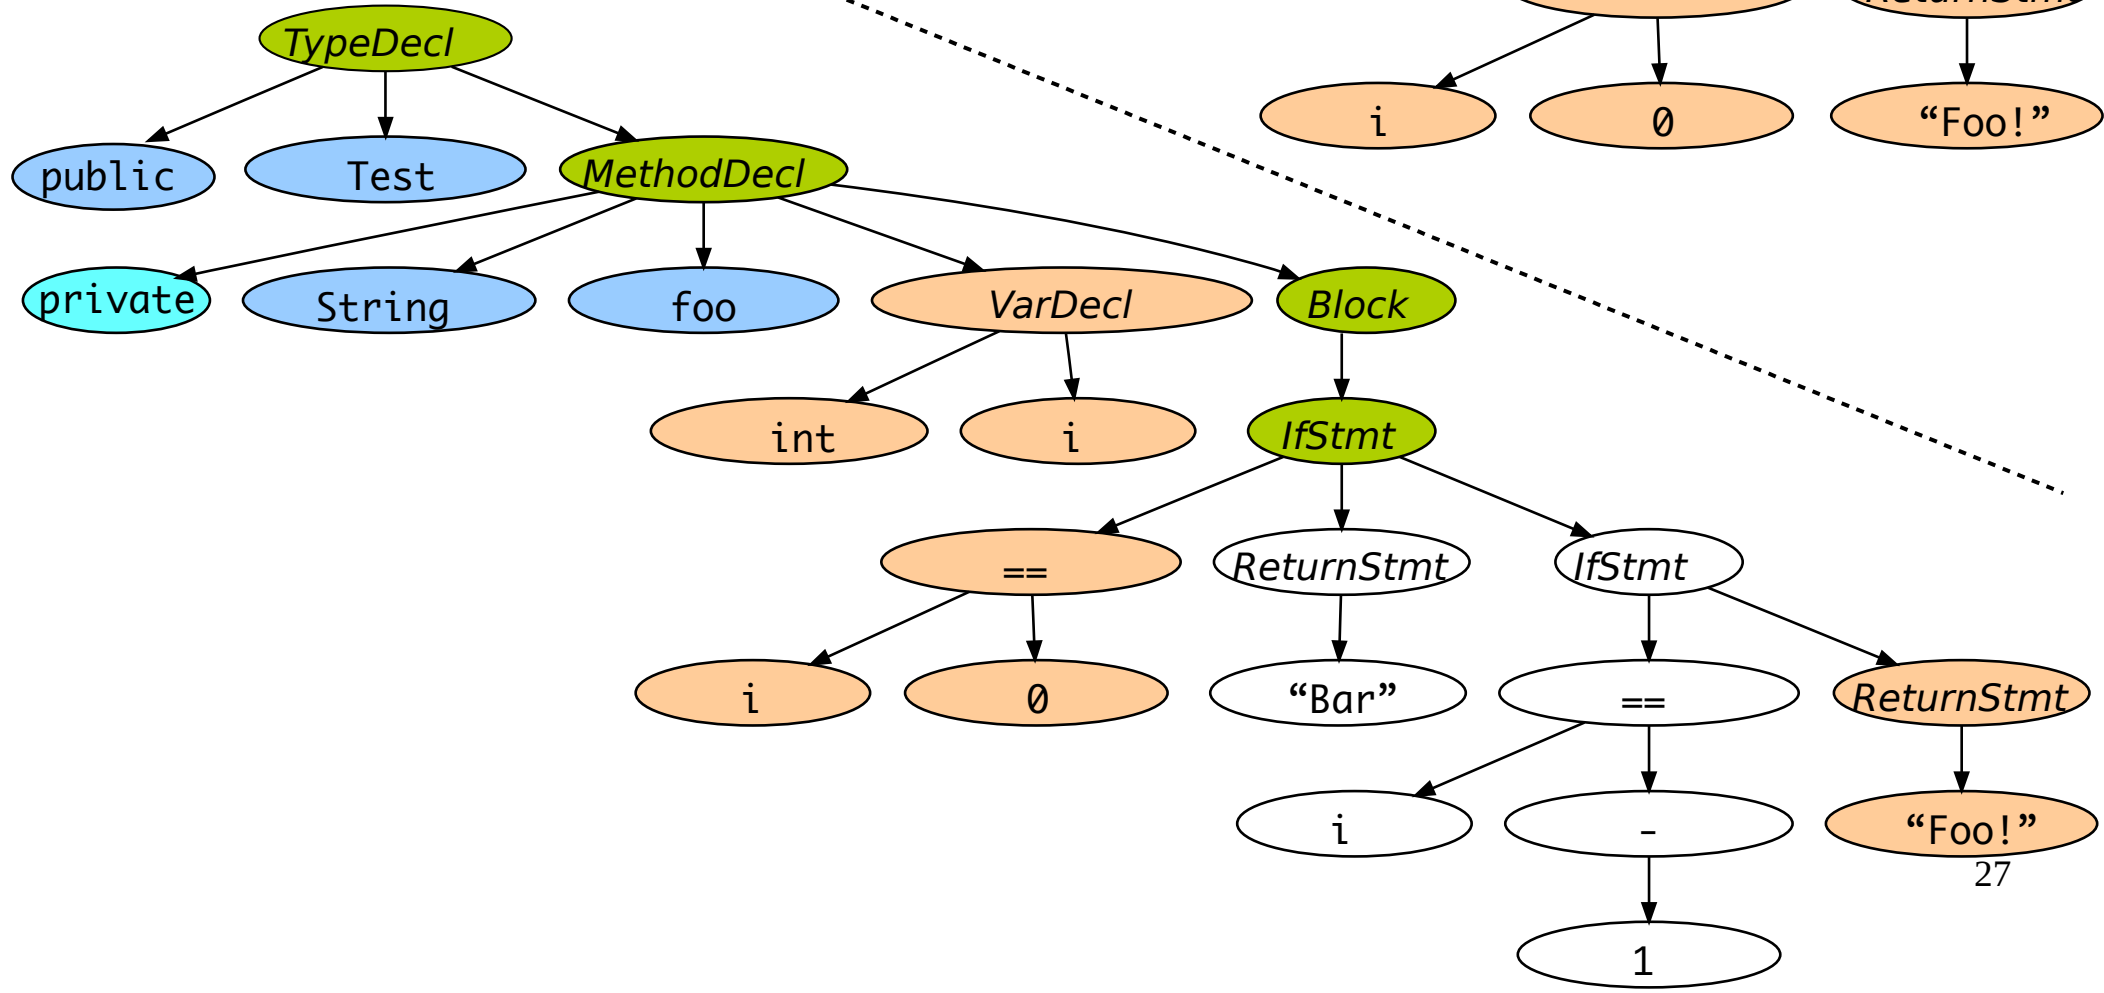 ReturnStmt
TypeDecl
i 0 “Foo!”
public Test MethodDecl
private String foo VarDecl Block
int i IfStmt
== ReturnStmt IfStmt
i 0 “Bar” == ReturnStmt
i - “Foo!”
27
1